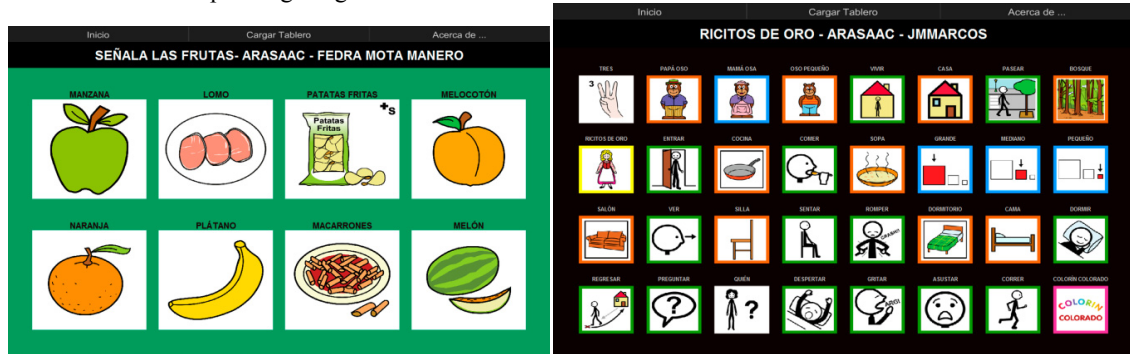 Inicio Cargar Tablero Acerca de ...
SEÑALA LAS FRUTAS- ARASAAC - FEDRA MOTA MANERO
MANZANA LOMO PATATAS FRITAS MELOCOTÓN
+s
Patatas
Fritas
NARANJA PLÁTANO MACARRONES MELÓN
Inicio Cargar Tablero Acerca de ...
RICITOS DE ORO - ARASAAC - JMMARCOS
TRES PAPÁ OSO MAMÁ OSA OSO PEQUEÑO VIVIR CASA PASEAR BOSQUE
3
RICITOS DE ORO ENTRAR COCINA COMER SOPA GRANDE MEDIANO PEQUEÑO
SALÓN VER SILLA SENTAR ROMPER DORMITORIO CAMA DORMIR
REGRESAR PREGUNTAR QUIÉN DESPERTAR GRITAR ASUSTAR CORRER COLORÍN COLORADO
?
?
COLORIN
COLORADO